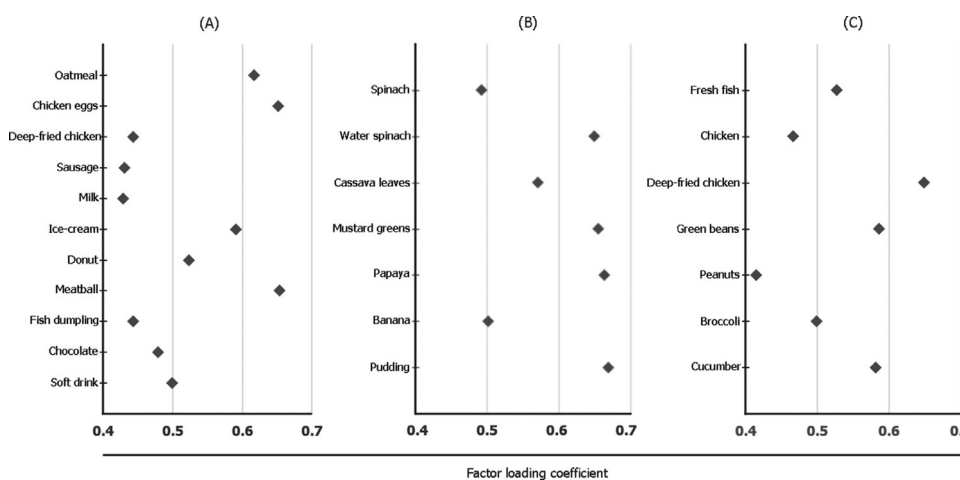 (A)
Oatmeal
Chicken eggs
Deep-fried chicken
Sausage
Milk
Ice-cream
Donut
Meatball
Fish dumpling
Chocolate
Soft drink
0.4 0.5 0.6 0.7
(B)
Spinach
Water spinach
Cassava leaves
Mustard greens
Papaya
Banana
Pudding
0.4 0.5 0.6 0.7
(C)
Fresh fish
Chicken
Deep-fried chicken
Green beans
Peanuts
Broccoli
Cucumber
0.4 0.5 0.6
Factor loading coefficient